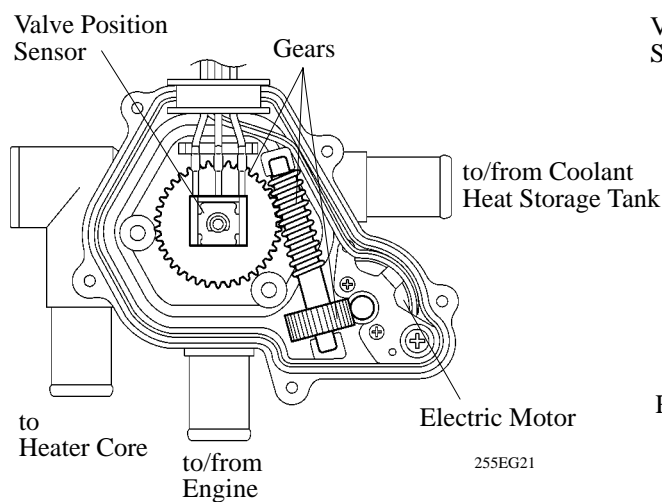 Valve Position
Sensor
Gears
to/from Coolant
Heat Storage Tank
Electric Motor
to
Heater Core
to/from
Engine
255EG21